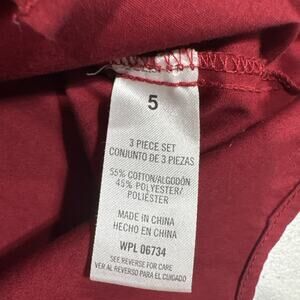 5
3 PIECE SET
CONJUNTO DE 3 PIEZAS
55% COTTON/ALGODÓN
45% POLYESTER/
POLIÉSTER
MADE IN CHINA
HECHO EN CHINA
WPL 06734
SEE REVERSE FOR CARE
VER AL REVERSO PARA EL CUIDADO